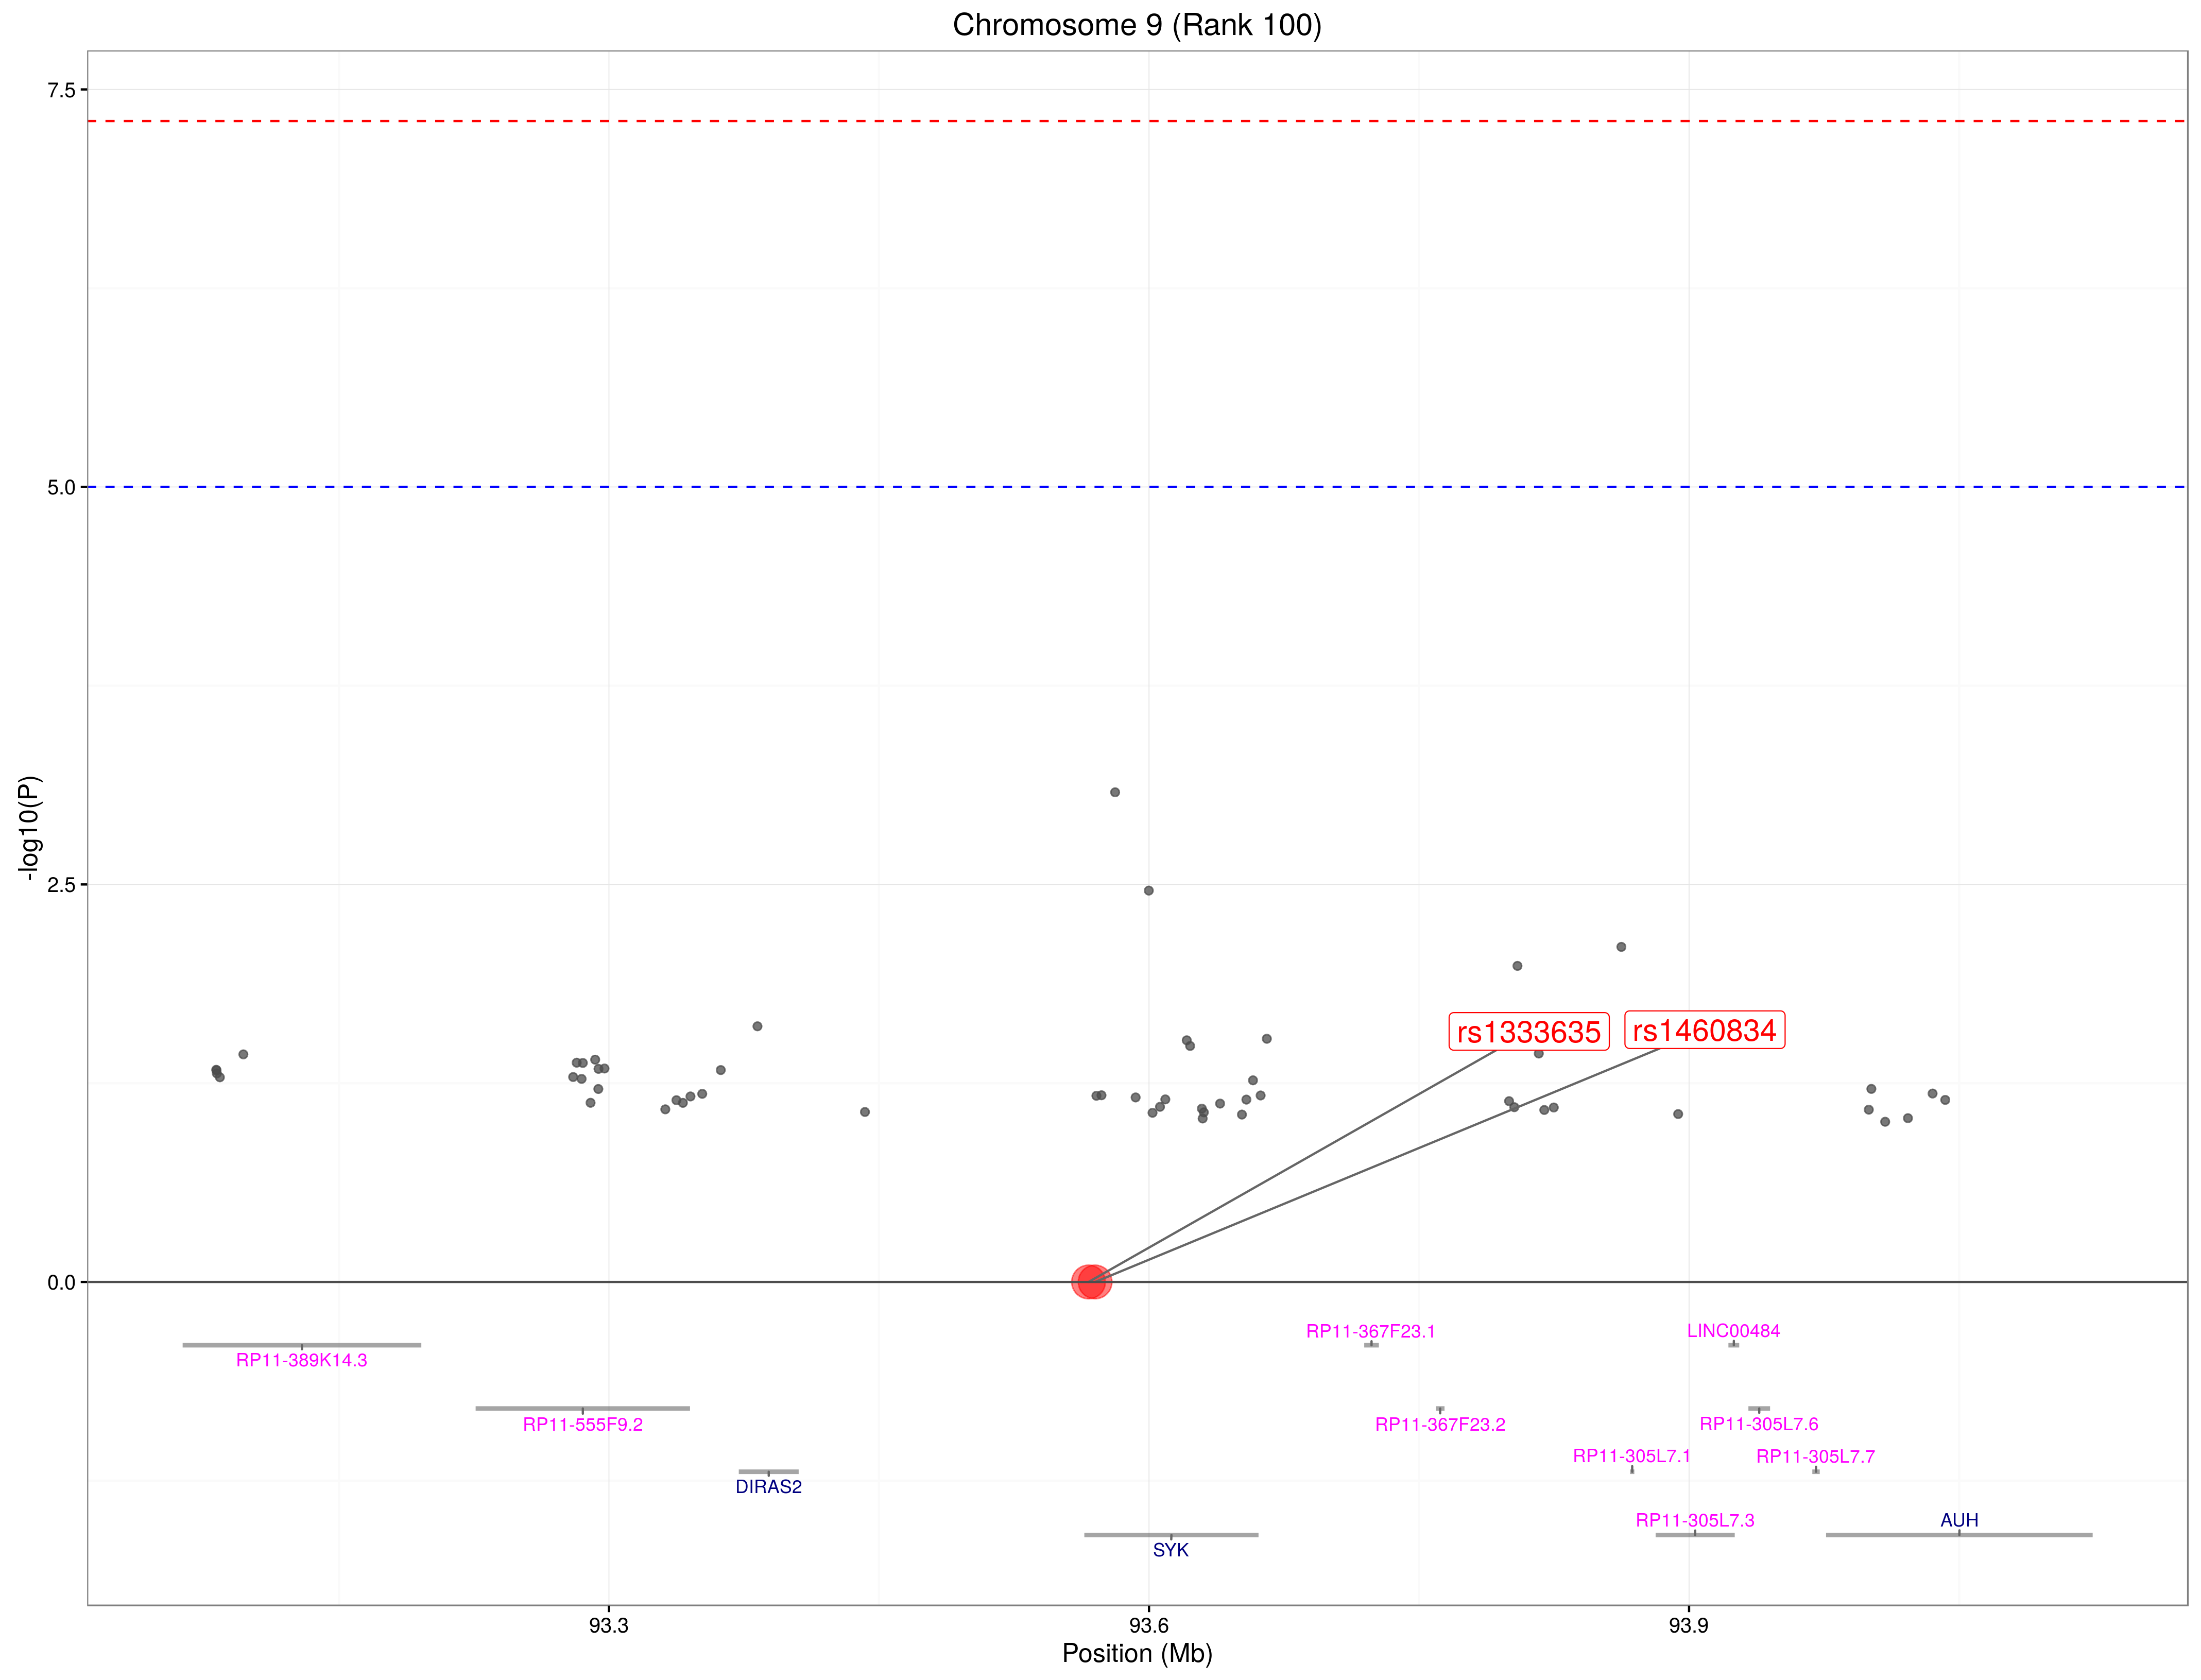 Chromosome 9 (Rank 100)
7.5
5.0
2.5
0.0
-log10(P)
rs1333635
rs1460834
RP11-367F23.1
LINC00484
RP11-389K14.3
RP11-555F9.2
RP11-367F23.2
RP11-305L7.6
RP11-305L7.1
RP11-305L7.7
DIRAS2
RP11-305L7.3
AUH
SYK
93.3
93.6
93.9
Position (Mb)